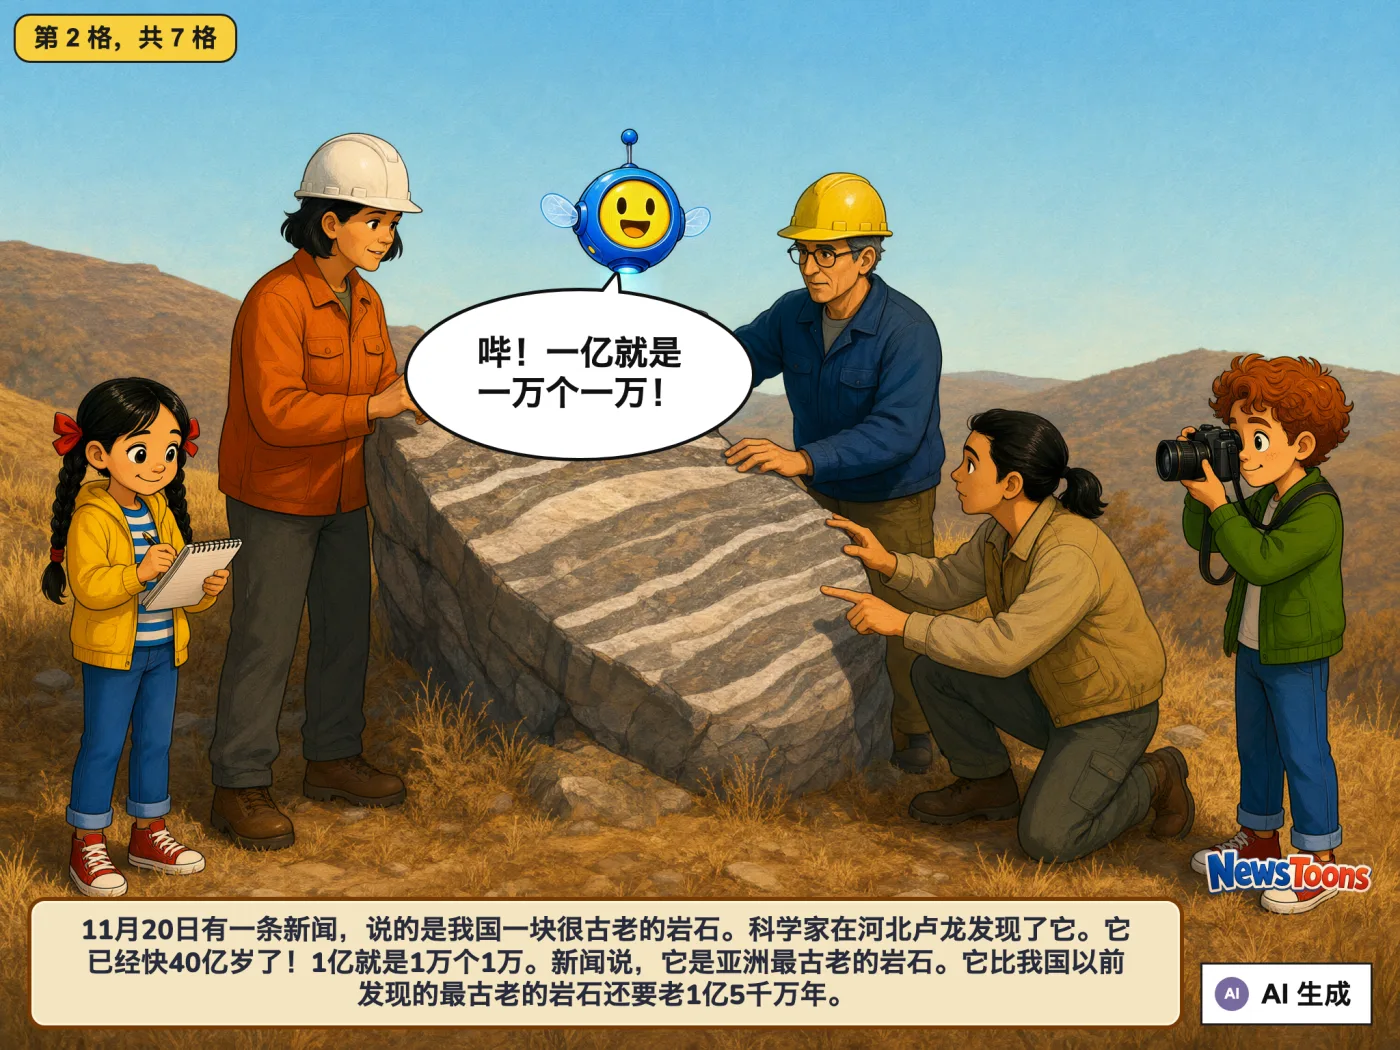 第 2 格，共 7 格
哔！一亿就是
一万个一万！
NewsToons
11月20日有一条新闻，说的是我国一块很古老的岩石。科学家在河北卢龙发现了它。它
已经快40亿岁了！1亿就是1万个1万。新闻说，它是亚洲最古老的岩石。它比我国以前
发现的最古老的岩石还要老1亿5千万年。
AI AI 生成